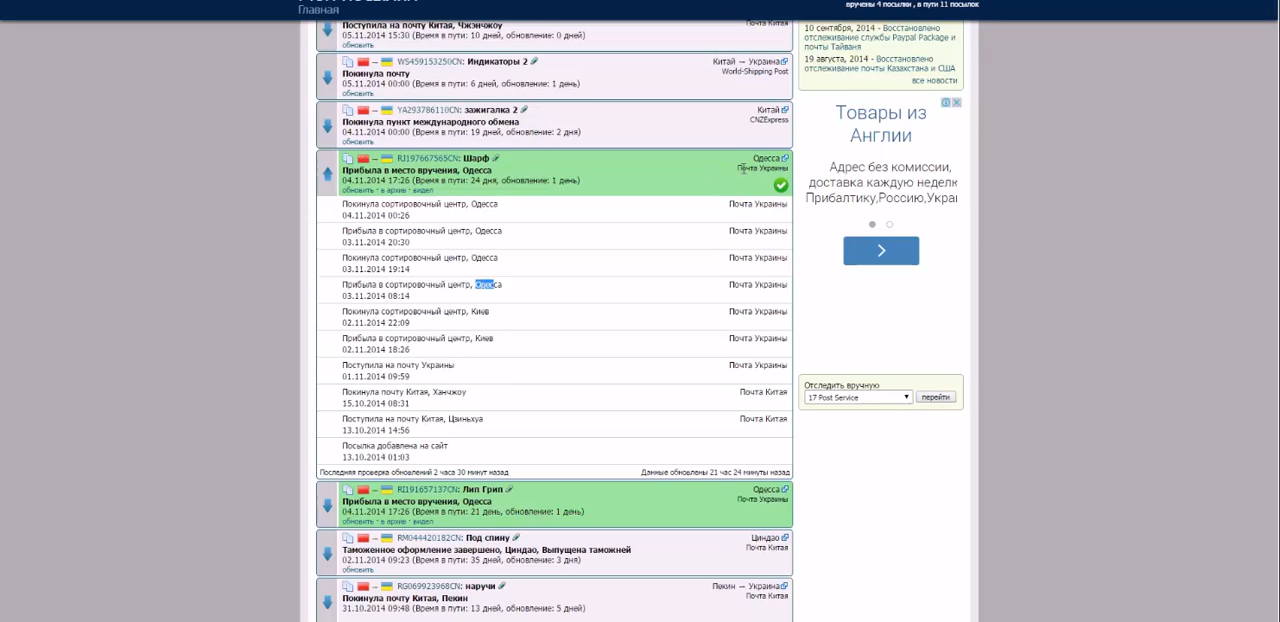 Главная
вручены 4 посылки , в пути 11 посылок
Поступила на почту Китая, Чжэнчжоу
Почта Китая
05.11.2014 15:30 (Время в пути: 10 дней, обновление: 0 дней)
обновить
WS459153250CN: Индикаторы 2
Китай → Украина
Покинула почту
World-Shipping Post
05.11.2014 00:00 (Время в пути: 6 дней, обновление: 1 день)
обновить
YA293786110CN: зажигалка 2
Китай
Покинула пункт международного обмена
CNZExpress
04.11.2014 00:00 (Время в пути: 19 дней, обновление: 2 дня)
обновить
RJ197667565CN: Шарф
Одесса
Прибыла в место вручения, Одесса
Почта Украины
04.11.2014 17:26 (Время в пути: 24 дня, обновление: 1 день)
обновить · в архив · видел
Покинула сортировочный центр, Одесса
Почта Украины
04.11.2014 00:26
Прибыла в сортировочный центр, Одесса
Почта Украины
03.11.2014 20:30
Покинула сортировочный центр, Одесса
Почта Украины
03.11.2014 19:14
Прибыла в сортировочный центр, Одесса
Почта Украины
03.11.2014 08:14
Покинула сортировочный центр, Киев
Почта Украины
02.11.2014 22:09
Прибыла в сортировочный центр, Киев
Почта Украины
02.11.2014 18:26
Поступила на почту Украины
Почта Украины
01.11.2014 09:59
Покинула почту Китая, Ханчжоу
Почта Китая
15.10.2014 08:31
Поступила на почту Китая, Цзиньхуа
Почта Китая
13.10.2014 14:56
Посылка добавлена на сайт
13.10.2014 01:03
Последняя проверка обновлений 2 часа 30 минут назад
Данные обновлены 21 час 24 минуты назад
RI191657137CN: Лип Грип
Одесса
Прибыла в место вручения, Одесса
Почта Украины
04.11.2014 17:26 (Время в пути: 21 день, обновление: 1 день)
обновить · в архив · видел
RM044420182CN: Под спину
Циндао
Таможенное оформление завершено, Циндао, Выпущена таможней
Почта Китая
02.11.2014 09:23 (Время в пути: 35 дней, обновление: 3 дня)
обновить
RG069923968CN: наручи
Пекин → Украина
Покинула почту Китая, Пекин
Почта Китая
31.10.2014 09:48 (Время в пути: 13 дней, обновление: 5 дней)
10 сентября, 2014 - Восстановлено
отслеживание службы Paypal Package и
почты Тайваня
19 августа, 2014 - Восстановлено
отслеживание почты Казахстана и США
все новости
Товары из
Англии
Адрес без комиссии,
доставка каждую недел
Прибалтику,Россию,Укра
Отследить вручную
17 Post Service
перейти